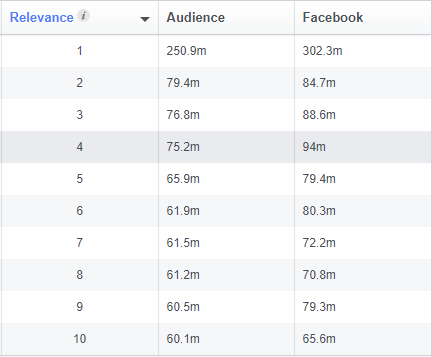 Relevance i Audience Facebook
1 250.9m 302.3m
2 79.4m 84.7m
3 76.8m 88.6m
4 75.2m 94m
5 65.9m 79.4m
6 61.9m 80.3m
7 61.5m 72.2m
8 61.2m 70.8m
9 60.5m 79.3m
10 60.1m 65.6m